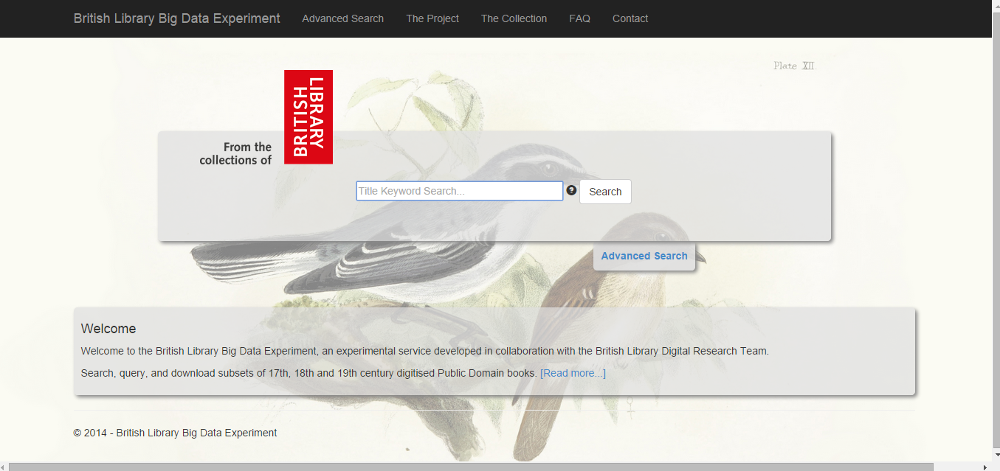 British Library Big Data Experiment Advanced Search The Project The Collection FAQ Contact
Plate XII
LIBRARY
BRITISH
From the
collections of
Title Keyword Search... ? Search
Advanced Search
Welcome
Welcome to the British Library Big Data Experiment, an experimental service developed in collaboration with the British Library Digital Research Team.
Search, query, and download subsets of 17th, 18th and 19th century digitised Public Domain books. [Read more...]
© 2014 - British Library Big Data Experiment